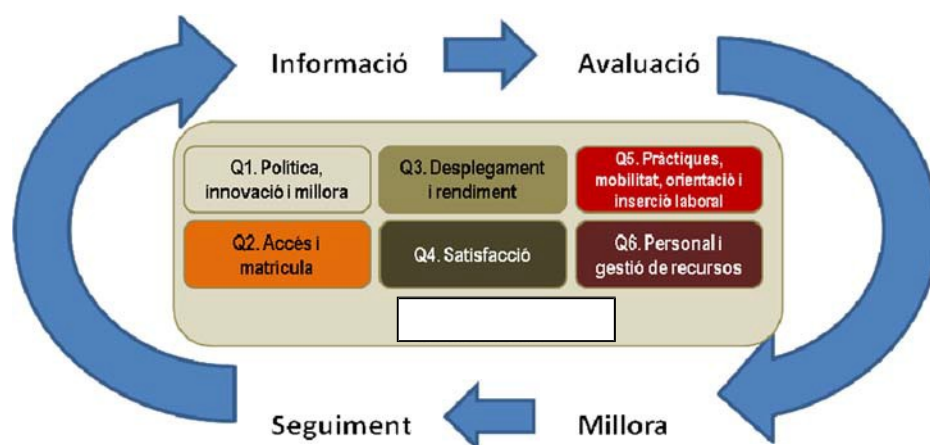 Informació
Avaluació
Q1. Política,
innovació i millora
Q3. Desplegament
i rendiment
Q5. Pràctiques,
mobilitat, orientació i
inserció laboral
Q2. Accés i
matricula
Q4. Satisfacció
Q6. Personal i
gestió de recursos
Seguiment
Millora